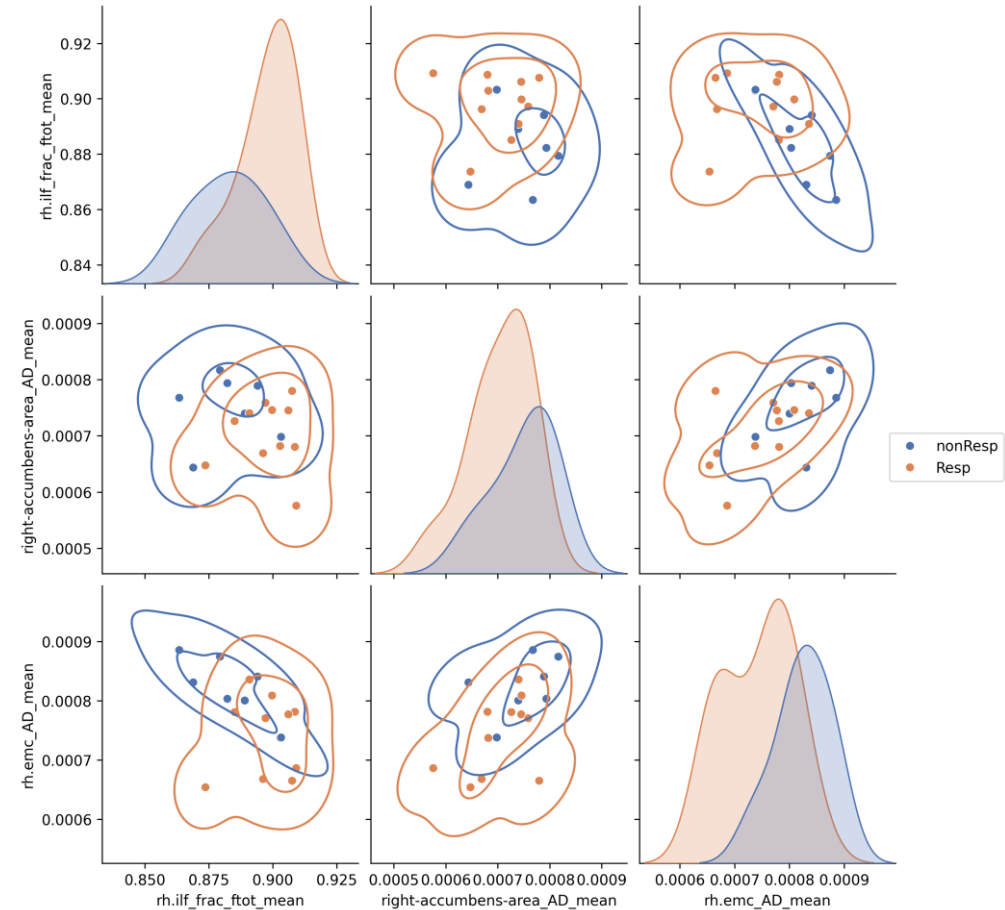 rh.ilf_frac_ftot_mean
0.92
0.90
0.88
0.86
0.84
right-accumbens-area_AD_mean
0.0009
0.0008
0.0007
0.0006
0.0005
nonResp
Resp
rh.emc_AD_mean
0.0009
0.0008
0.0007
0.0006
0.850 0.875 0.900 0.925
0.0005 0.0006 0.0007 0.0008 0.0009
0.0006 0.0007 0.0008 0.0009
rh.ilf_frac_ftot_mean
right-accumbens-area_AD_mean
rh.emc_AD_mean